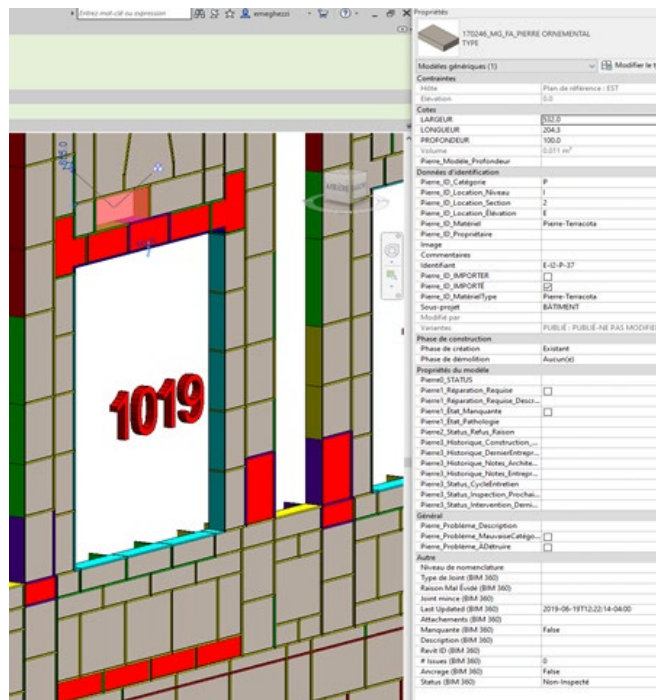 Entrez mot-clé ou expression
emeghezzi
Propriétés
170246_MG_FA_PIERRE ORNEMENTAL
TYPE
Modèles génériques (1)
Modifier le t
Contraintes
Hôte Plan de référence : EST
Élévation 0.0
Cotes
LARGEUR 532.0
LONGUEUR 204.3
PROFONDEUR 100.0
Volume 0.011 m³
Pierre_Modele_Profondeur
Données d'identification
Pierre_ID_Catégorie P
Pierre_ID_Location_Niveau I
Pierre_ID_Location_Section 2
Pierre_ID_Location_Élévation E
Pierre_ID_Matériel Pierre-Terracota
Pierre_ID_Propriétaire
Image
Commentaires
Identifiant E-I2-P-37
Pierre_ID_IMPORTER
Pierre_ID_IMPORTÉ
Pierre_ID_MatérielType Pierre-Terracota
Sous-projet BÂTIMENT
Modifié par
Variantes PUBLIÉ : PUBLIÉ-NE PAS MODIFIE
Phase de construction
Phase de création Existant
Phase de démolition Aucun(e)
Propriétés du modèle
Pierre0_STATUS
Pierre1_Réparation_Requise
Pierre1_Réparation_Requise_Descr...
Pierre1_État_Manquante
Pierre1_État_Pathologie
Pierre2_Status_Refus_Raison
Pierre3_Historique_Construction_...
Pierre3_Historique_DernierEntrepr...
Pierre3_Historique_Notes_Archite...
Pierre3_Historique_Notes_Entrepr...
Pierre3_Status_CycleEntretien
Pierre3_Status_Inspection_Prochai...
Pierre3_Status_Intervention_Derni...
Général
Pierre_Problème_Description
Pierre_Problème_MauvaiseCatégo...
Pierre_Problème_ÀDétruire
Autre
Niveau de nomenclature
Type de Joint (BIM 360)
Raison Mal Évidé (BIM 360)
Joint mince (BIM 360)
Last Updated (BIM 360) 2019-06-19T12:22:14-04:00
Attachements (BIM 360)
Manquante (BIM 360) False
Description (BIM 360)
Revit ID (BIM 360)
# Issues (BIM 360) 0
Ancrage (BIM 360) False
Status (BIM 360) Non-Inspecté
1019